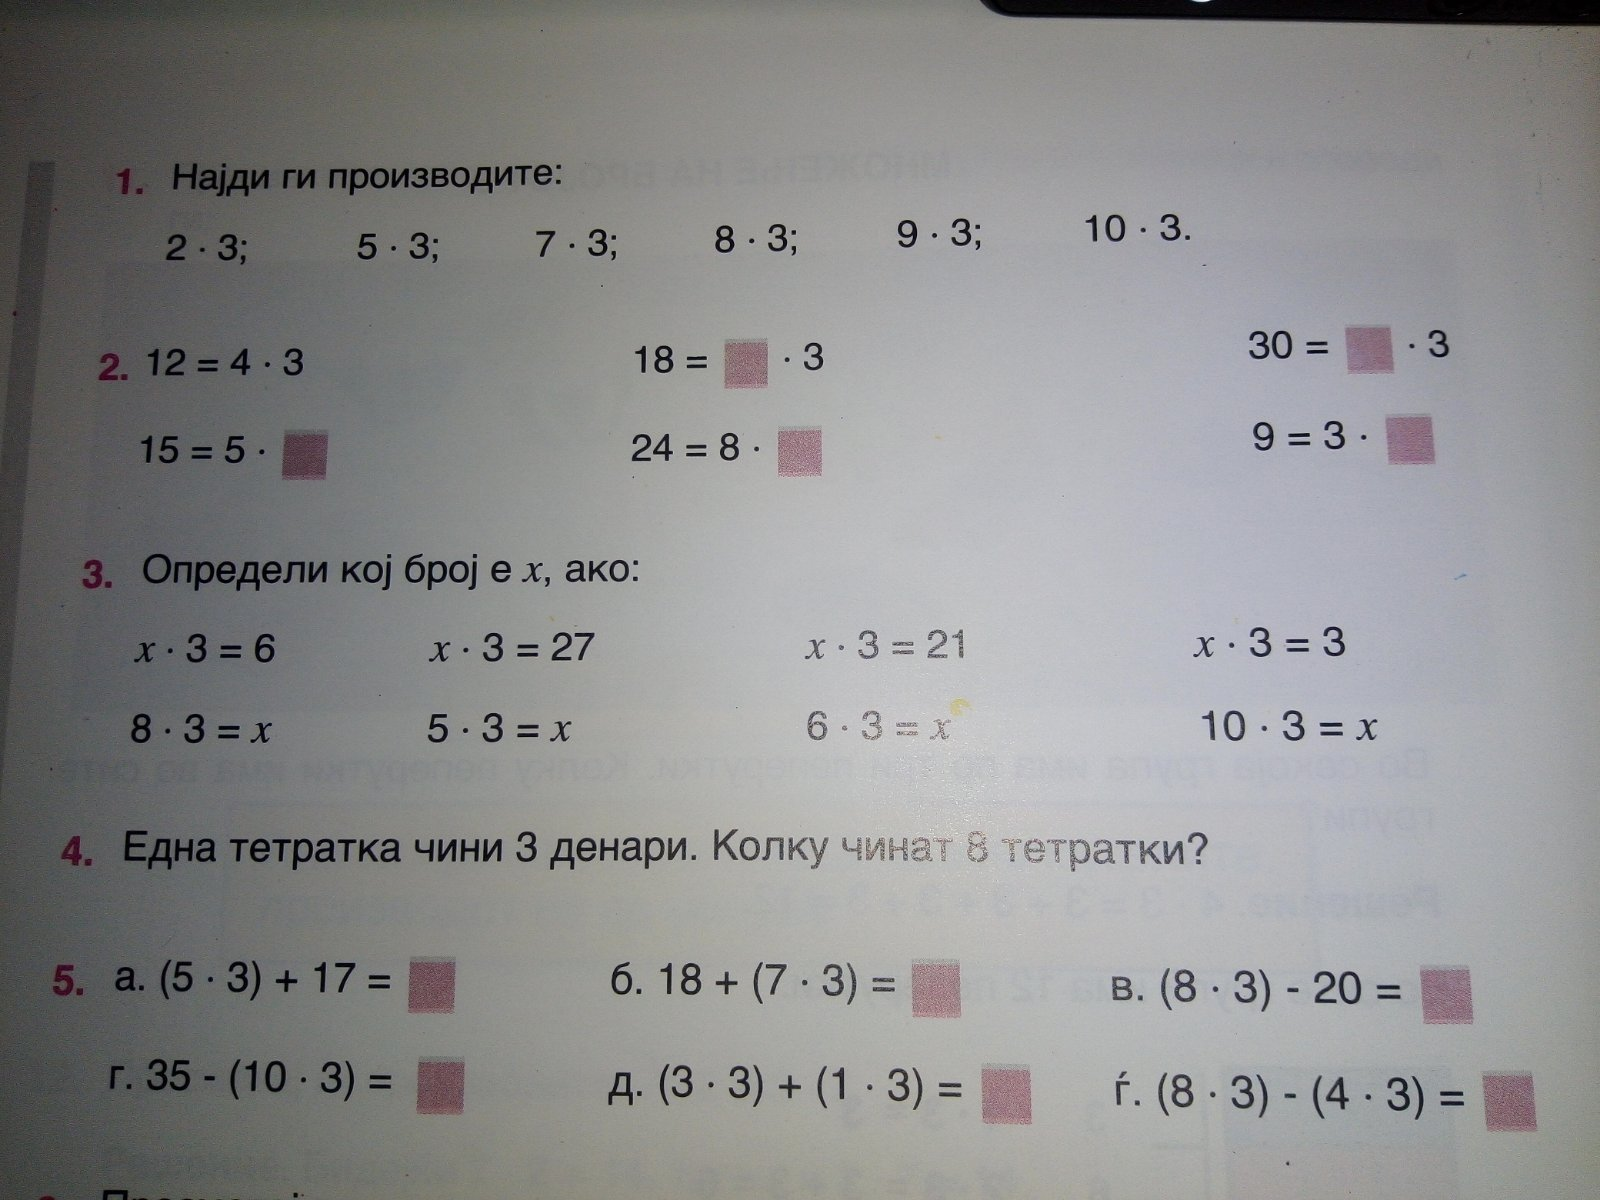 1. Најди ги производите:
2 · 3; 5 · 3; 7 · 3; 8 · 3; 9 · 3; 10 · 3.
2. 12 = 4 · 3 18 = · 3 30 = · 3
15 = 5 · 24 = 8 · 9 = 3 ·
3. Определи кој број е x, ако:
x · 3 = 6 x · 3 = 27 x · 3 = 21 x · 3 = 3
8 · 3 = x 5 · 3 = x 6 · 3 = x 10 · 3 = x
4. Една тетратка чини 3 денари. Колку чинат 8 тетратки?
5. а. (5 · 3) + 17 = б. 18 + (7 · 3) = в. (8 · 3) - 20 =
г. 35 - (10 · 3) = д. (3 · 3) + (1 · 3) = ѓ. (8 · 3) - (4 · 3) =